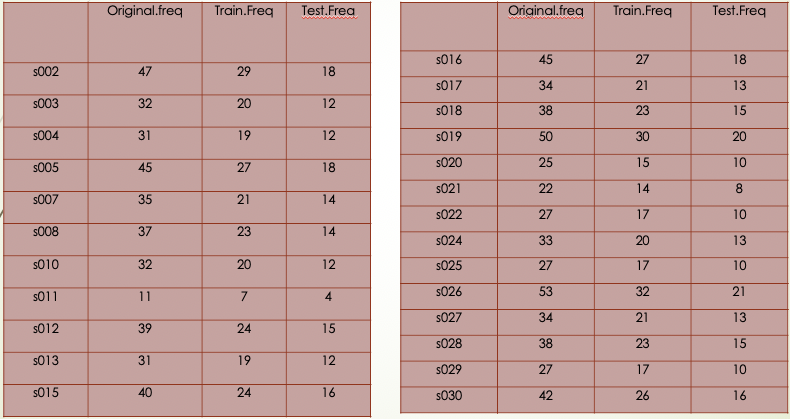 Original.freq Train.Freq Test.Freq
s002 47 29 18
s003 32 20 12
s004 31 19 12
s005 45 27 18
s007 35 21 14
s008 37 23 14
s010 32 20 12
s011 11 7 4
s012 39 24 15
s013 31 19 12
s015 40 24 16
Original.freq Train.Freq Test.Freq
s016 45 27 18
s017 34 21 13
s018 38 23 15
s019 50 30 20
s020 25 15 10
s021 22 14 8
s022 27 17 10
s024 33 20 13
s025 27 17 10
s026 53 32 21
s027 34 21 13
s028 38 23 15
s029 27 17 10
s030 42 26 16